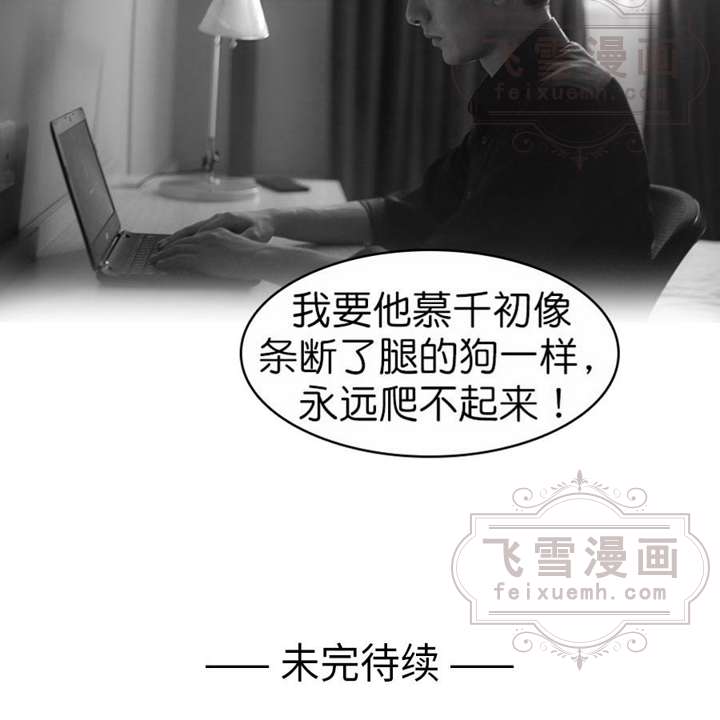 飞雪漫画
feixuemh.com
我要他慕千初像
条断了腿的狗一样，
永远爬不起来！
飞雪漫画
feixuemh.com
—— 未完待续 ——